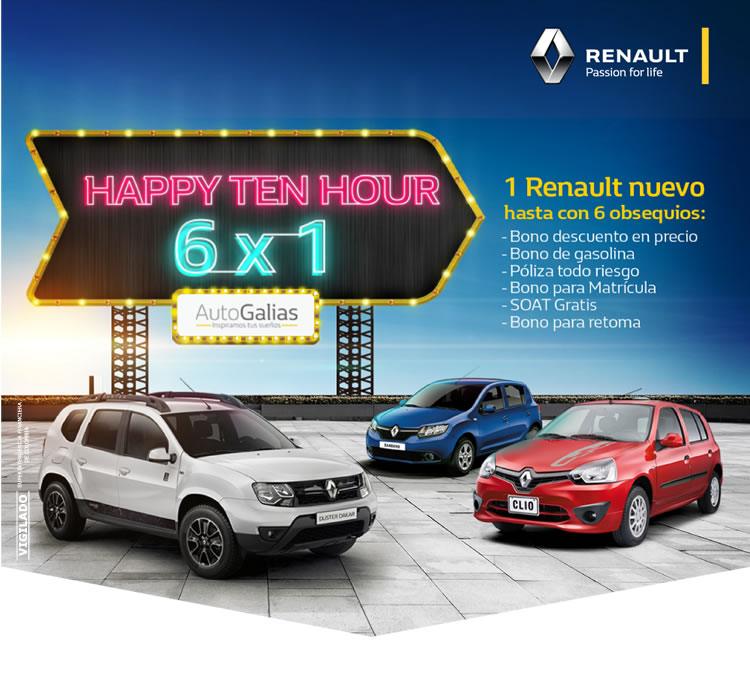 RENAULT
Passion for life
HAPPY TEN HOUR
6 x 1
AutoGalias
Inspiramos tus sueños
1 Renault nuevo
hasta con 6 obsequios:
- Bono descuento en precio
- Bono de gasolina
- Póliza todo riesgo
- Bono para Matrícula
- SOAT Gratis
- Bono para retoma
SANDERO
DUSTER DAKAR
CLIO
VIGILADO